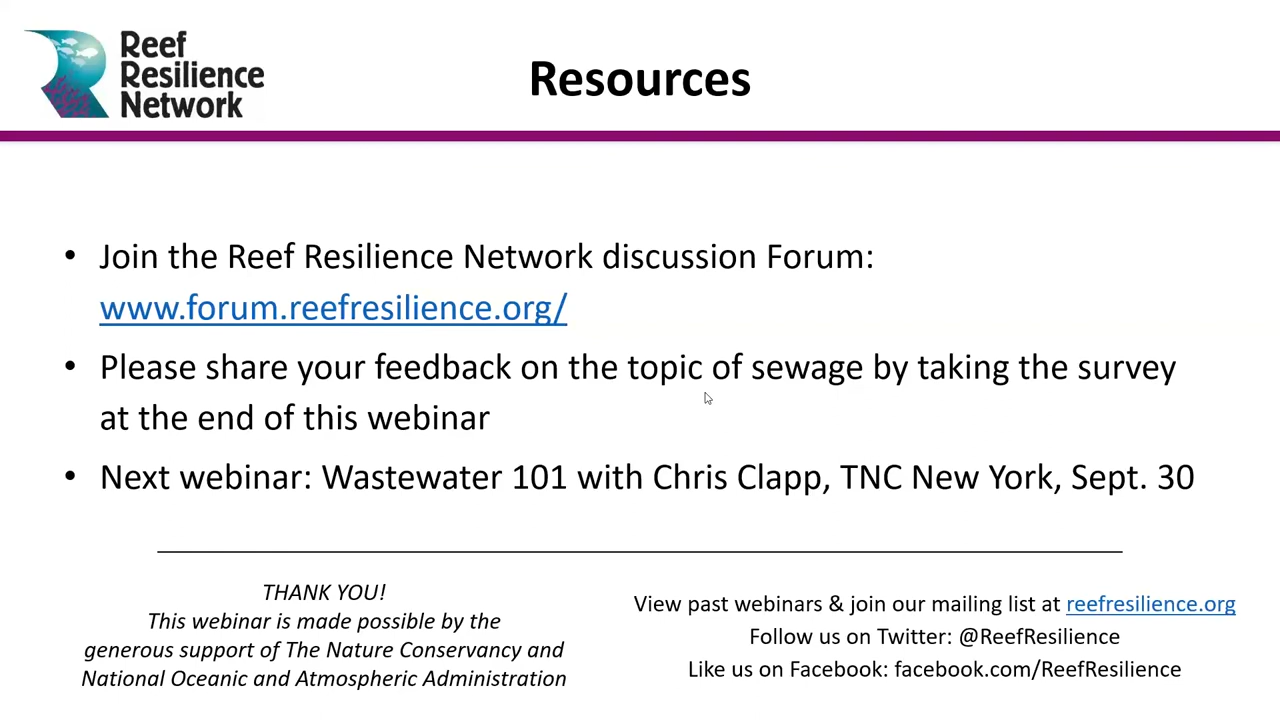 Reef
Resilience
Network
Resources
• Join the Reef Resilience Network discussion Forum:
www.forum.reefresilience.org/
• Please share your feedback on the topic of sewage by taking the survey
at the end of this webinar
• Next webinar: Wastewater 101 with Chris Clapp, TNC New York, Sept. 30
THANK YOU!
This webinar is made possible by the
generous support of The Nature Conservancy and
National Oceanic and Atmospheric Administration
View past webinars & join our mailing list at reefresilience.org
Follow us on Twitter: @ReefResilience
Like us on Facebook: facebook.com/ReefResilience